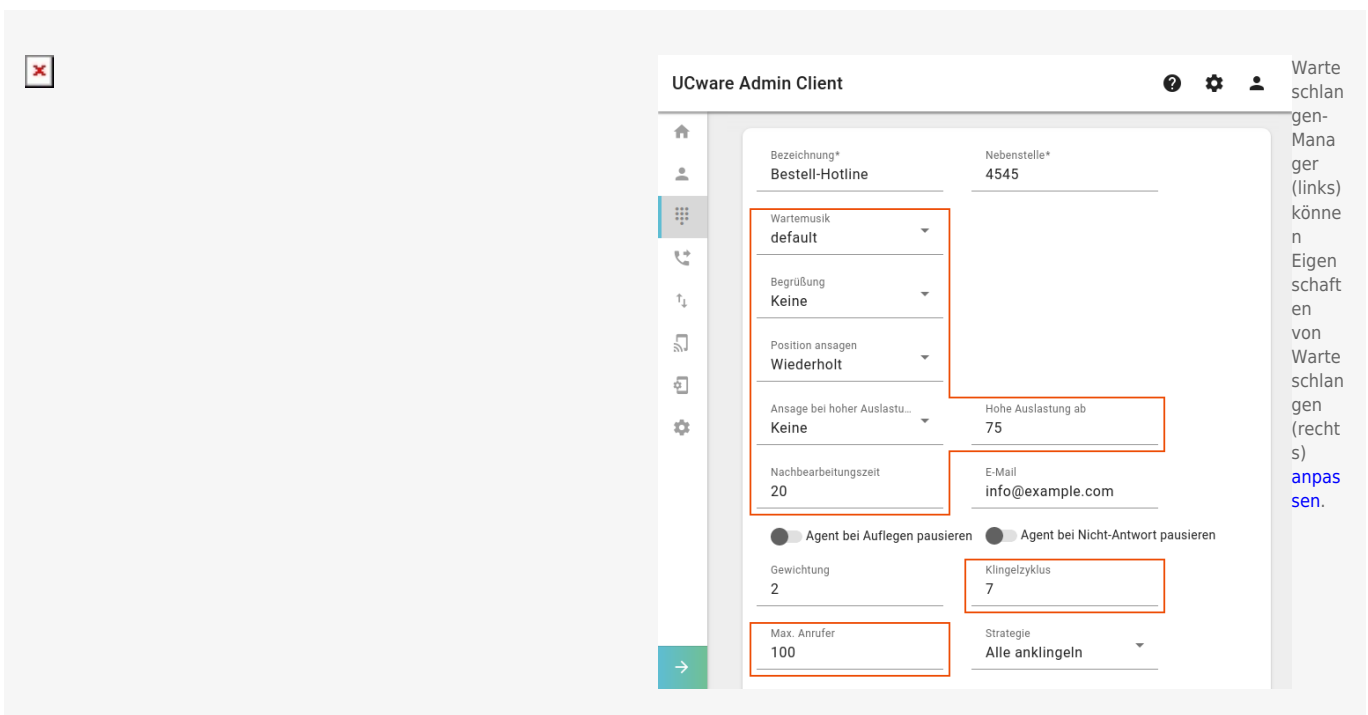 UCware Admin Client
Bezeichnung*
Nebenstelle*
Bestell-Hotline
4545
Wartemusik
default
Begrüßung
Keine
Position ansagen
Wiederholt
Ansage bei hoher Auslastu...
Hohe Auslastung ab
Keine
75
Nachbearbeitungszeit
E-Mail
20
info@example.com
Agent bei Auflegen pausieren
Agent bei Nicht-Antwort pausieren
Gewichtung
Klingelzyklus
2
7
Max. Anrufer
Strategie
100
Alle anklingeln
Warte
schlan
gen-
Mana
ger
(links)
könne
n
Eigen
schaft
en
von
Warte
schlan
gen
(recht
s)
anpas
sen.